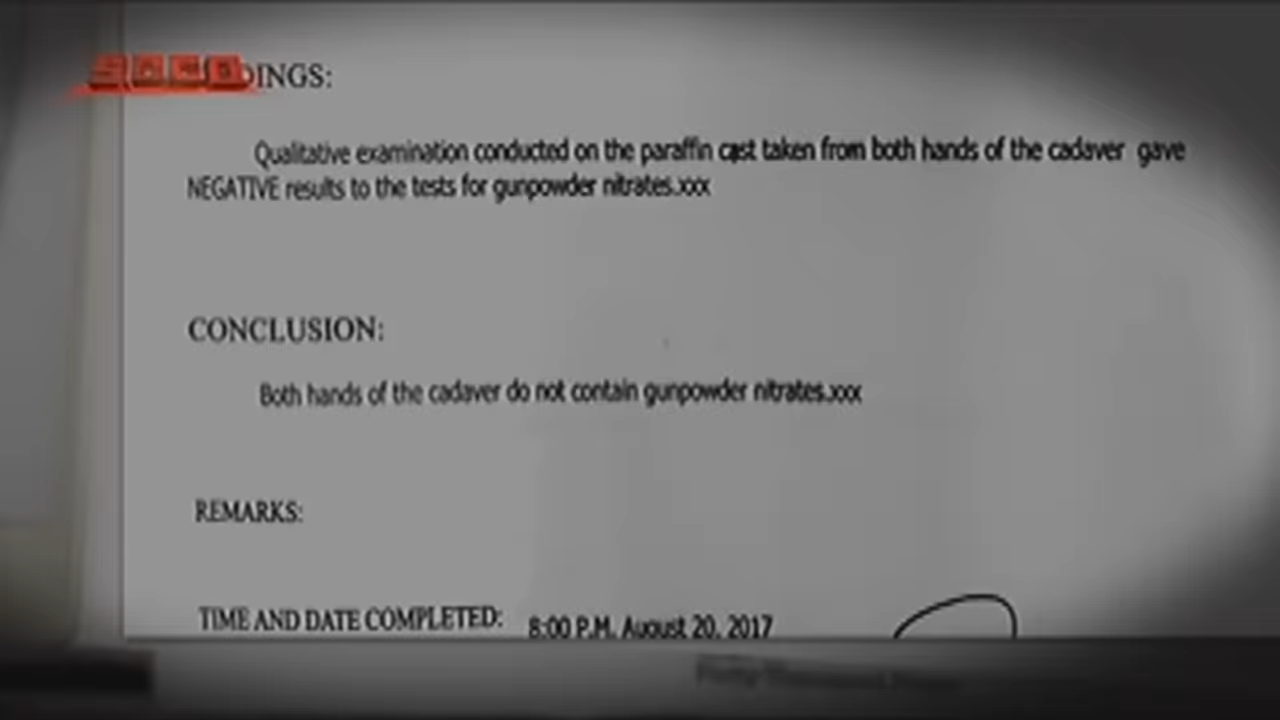 SOCO
DINGS:
Qualitative examination conducted on the paraffin cast taken from both hands of the cadaver gave
NEGATIVE results to the tests for gunpowder nitrates.xxx
CONCLUSION:
Both hands of the cadaver do not contain gunpowder nitrates.xxx
REMARKS:
TIME AND DATE COMPLETED: 8:00 P.M. August 20, 2017